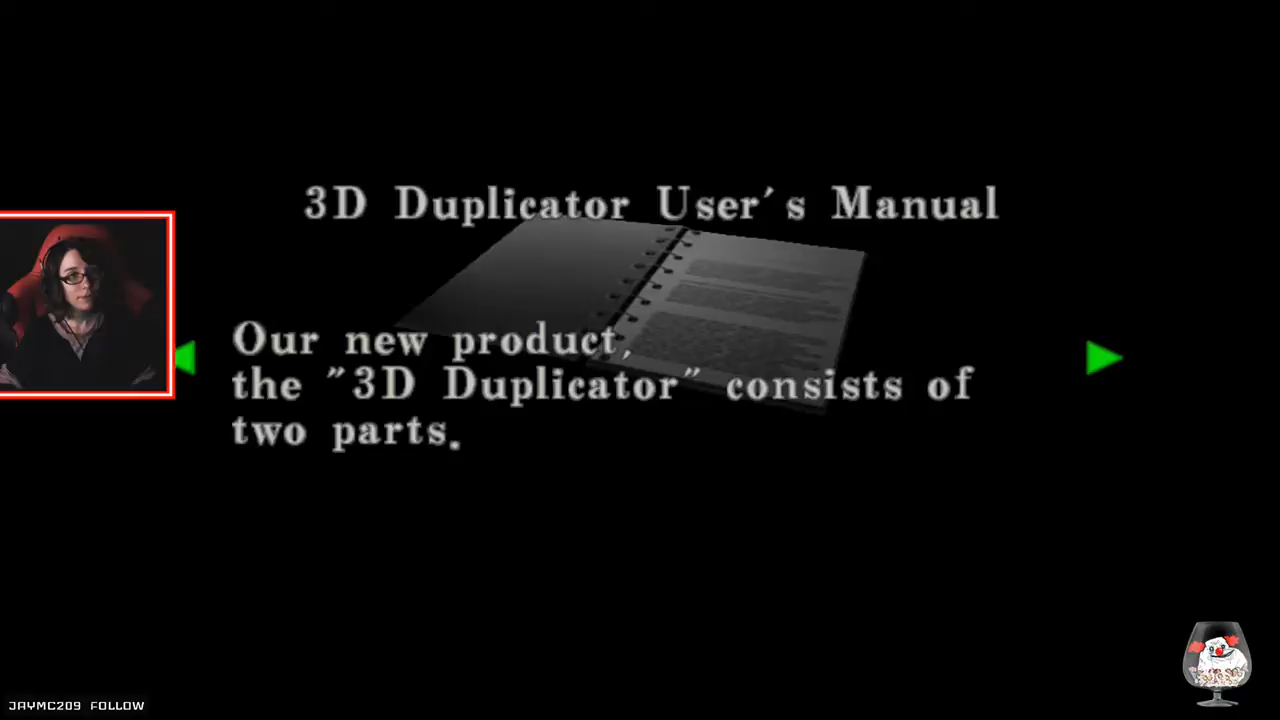 3D Duplicator User's Manual
Our new product,
the "3D Duplicator" consists of
two parts.
JAYMC209 FOLLOW